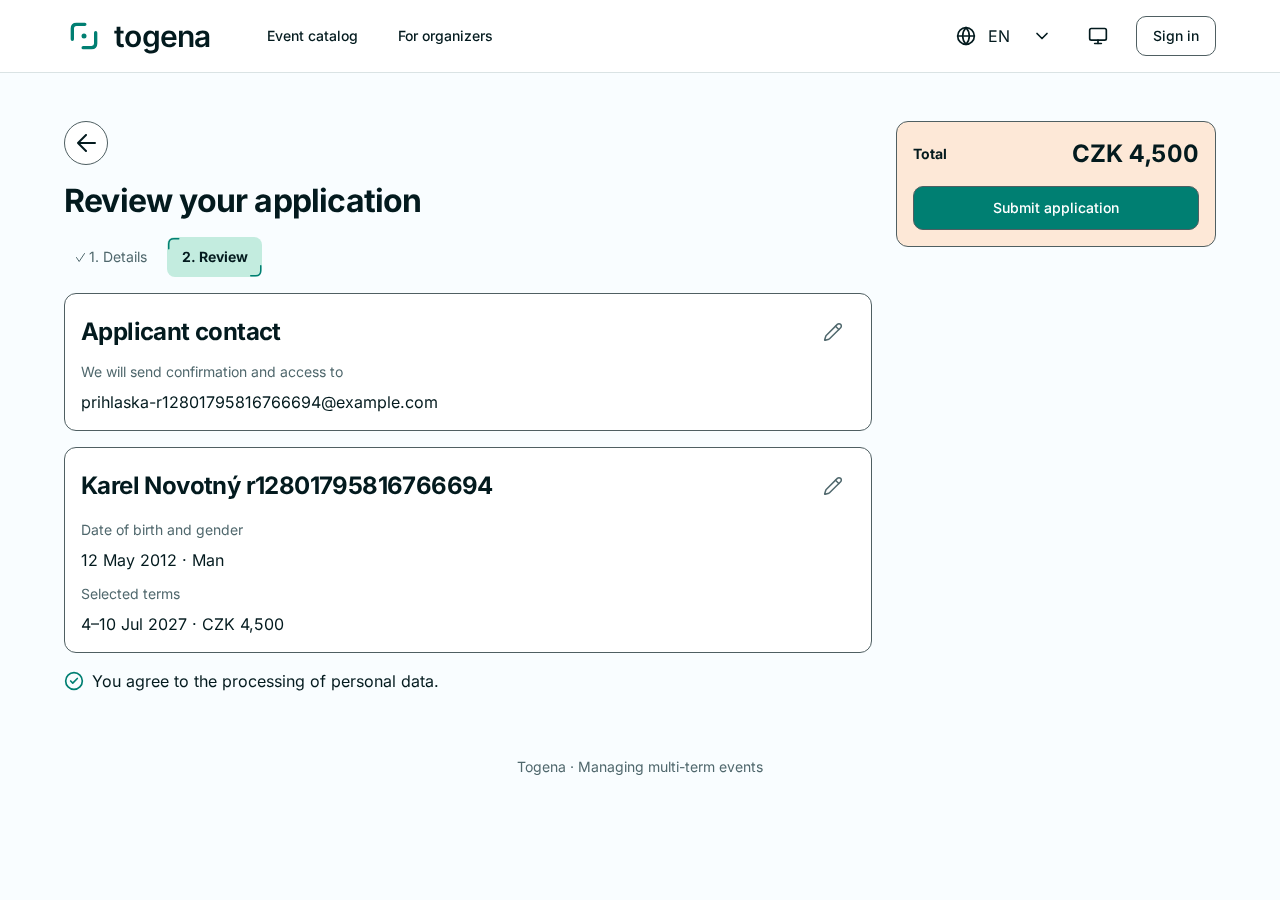 togena
Event catalog
For organizers
EN
Sign in
Review your application
✓ 1. Details
2. Review
Applicant contact
We will send confirmation and access to
prihlaska-r12801795816766694@example.com
Karel Novotný r12801795816766694
Date of birth and gender
12 May 2012 · Man
Selected terms
4–10 Jul 2027 · CZK 4,500
You agree to the processing of personal data.
Total
CZK 4,500
Submit application
Togena · Managing multi-term events